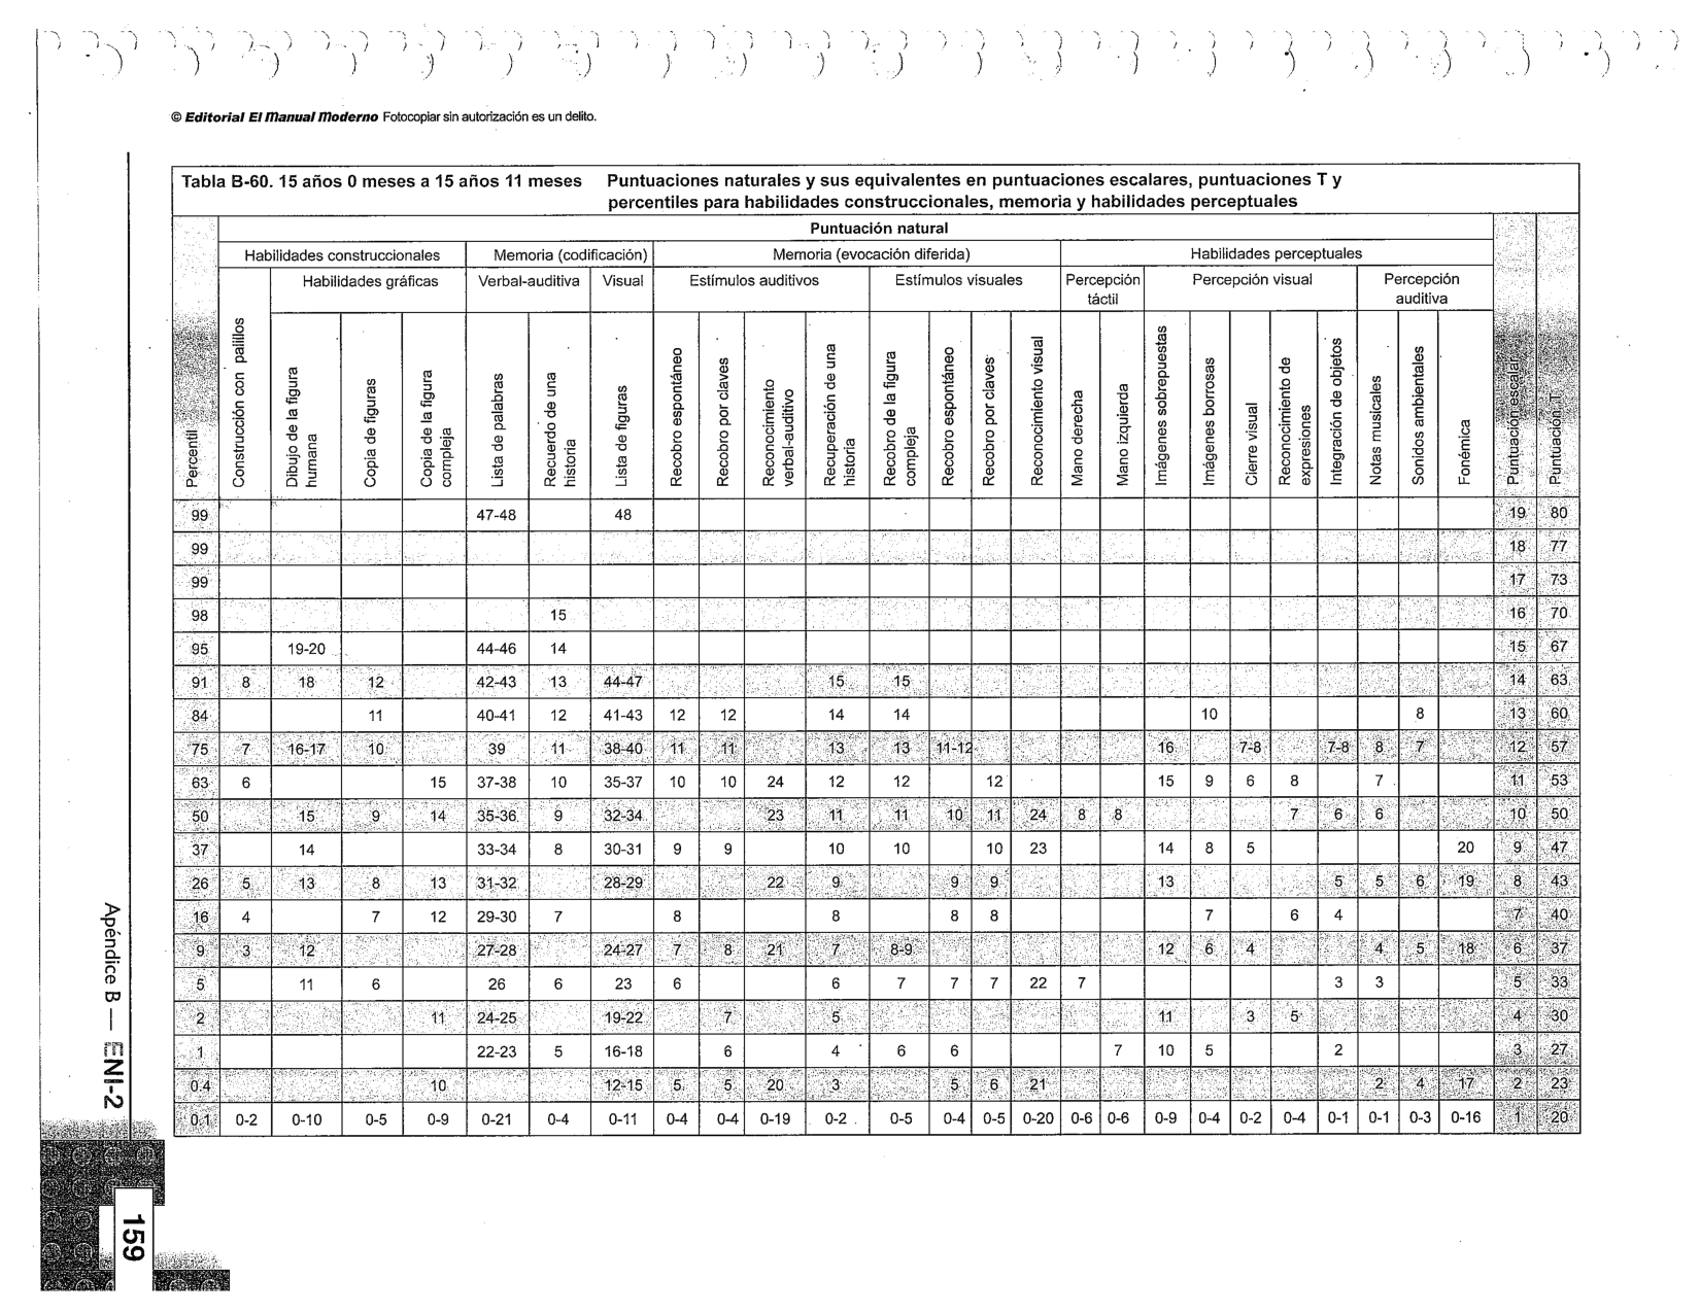 © Editorial El Manual Moderno Fotocopiar sin autorización es un delito.
Tabla B-60. 15 años 0 meses a 15 años 11 meses Puntuaciones naturales y sus equivalentes en puntuaciones escalares, puntuaciones T y
percentiles para habilidades construccionales, memoria y habilidades perceptuales
Puntuación natural
Habilidades construccionales Memoria (codificación) Memoria (evocación diferida) Habilidades perceptuales
Habilidades gráficas Verbal-auditiva Visual Estímulos auditivos Estímulos visuales Percepción táctil Percepción visual Percepción auditiva
Percentil
Construcción con palillos
Dibujo de la figura humana
Copia de figuras
Copia de la figura compleja
Lista de palabras
Recuerdo de una historia
Lista de figuras
Recobro espontáneo
Recobro por claves
Reconocimiento verbal-auditivo
Recuperación de una historia
Recobro de la figura compleja
Recobro espontáneo
Recobro por claves
Reconocimiento visual
Mano derecha
Mano izquierda
Imágenes sobrepuestas
Imágenes borrosas
Cierre visual
Reconocimiento de expresiones
Integración de objetos
Notas musicales
Sonidos ambientales
Fonémica
Puntuación escalar
Puntuación T
99 47-48 48 19 80
99 18 77
99 17 73
98 15 16 70
95 19-20 44-46 14 15 67
91 8 18 12 42-43 13 44-47 15 15 14 63
84 11 40-41 12 41-43 12 12 14 14 10 8 13 60
75 7 16-17 10 39 11 38-40 11 11 13 13 11-12 16 7-8 7-8 8 7 12 57
63 6 15 37-38 10 35-37 10 10 24 12 12 12 15 9 6 8 7 11 53
50 15 9 14 35-36 9 32-34 23 11 11 10 11 24 8 8 7 6 6 10 50
37 14 33-34 8 30-31 9 9 10 10 10 23 14 8 5 20 9 47
26 5 13 8 13 31-32 28-29 22 9 9 9 13 5 5 6 19 8 43
16 4 7 12 29-30 7 8 8 8 8 7 6 4 7 40
9 3 12 27-28 24-27 7 8 21 7 8-9 12 6 4 4 5 18 6 37
5 11 6 26 6 23 6 6 7 7 7 22 7 3 3 5 33
2 11 24-25 19-22 7 5 11 3 5 4 30
1 22-23 5 16-18 6 4 6 6 7 10 5 2 3 27
0.4 10 12-15 5 5 20 3 5 6 21 2 4 17 2 23
0.1 0-2 0-10 0-5 0-9 0-21 0-4 0-11 0-4 0-4 0-19 0-2 0-5 0-4 0-5 0-20 0-6 0-6 0-9 0-4 0-2 0-4 0-1 0-1 0-3 0-16 1 20
Apéndice B — ENI-2
159